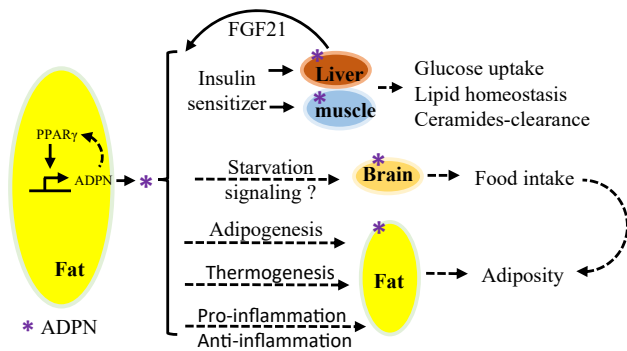 FGF21
Insulin
sensitizer
Liver
muscle
Glucose uptake
Lipid homeostasis
Ceramides-clearance
PPARγ
ADPN
*
Fat
* ADPN
Starvation
signaling ?
Brain
Food intake
Adipogenesis
Thermogenesis
Pro-inflammation
Anti-inflammation
Fat
Adiposity